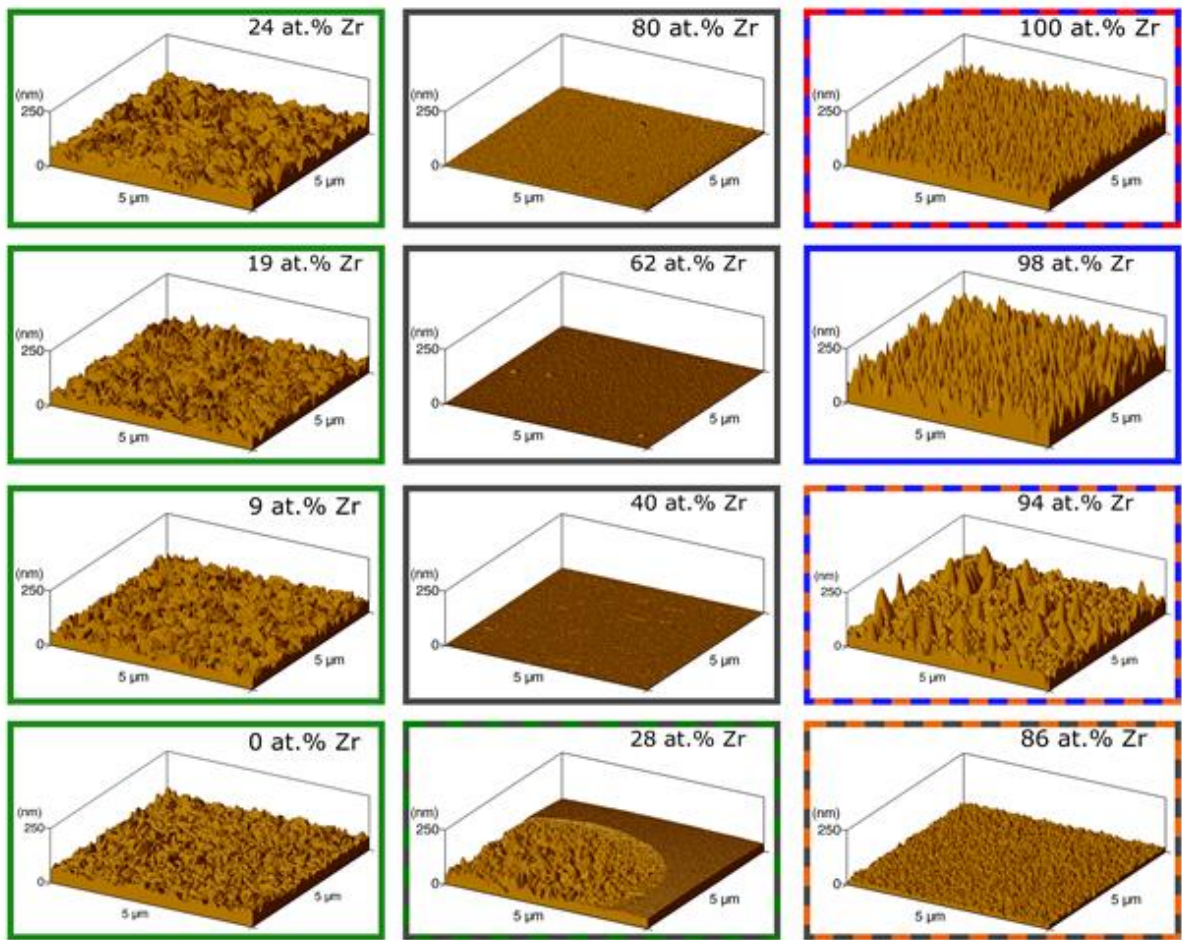 24 at.% Zr
(nm)
250
0
5 µm
5 µm
80 at.% Zr
(nm)
250
0
5 µm
5 µm
100 at.% Zr
(nm)
250
0
5 µm
5 µm
19 at.% Zr
(nm)
250
0
5 µm
5 µm
62 at.% Zr
(nm)
250
0
5 µm
5 µm
98 at.% Zr
(nm)
250
0
5 µm
5 µm
9 at.% Zr
(nm)
250
0
5 µm
5 µm
40 at.% Zr
(nm)
250
0
5 µm
5 µm
94 at.% Zr
(nm)
250
0
5 µm
5 µm
0 at.% Zr
(nm)
250
0
5 µm
5 µm
28 at.% Zr
(nm)
250
0
5 µm
5 µm
86 at.% Zr
(nm)
250
0
5 µm
5 µm